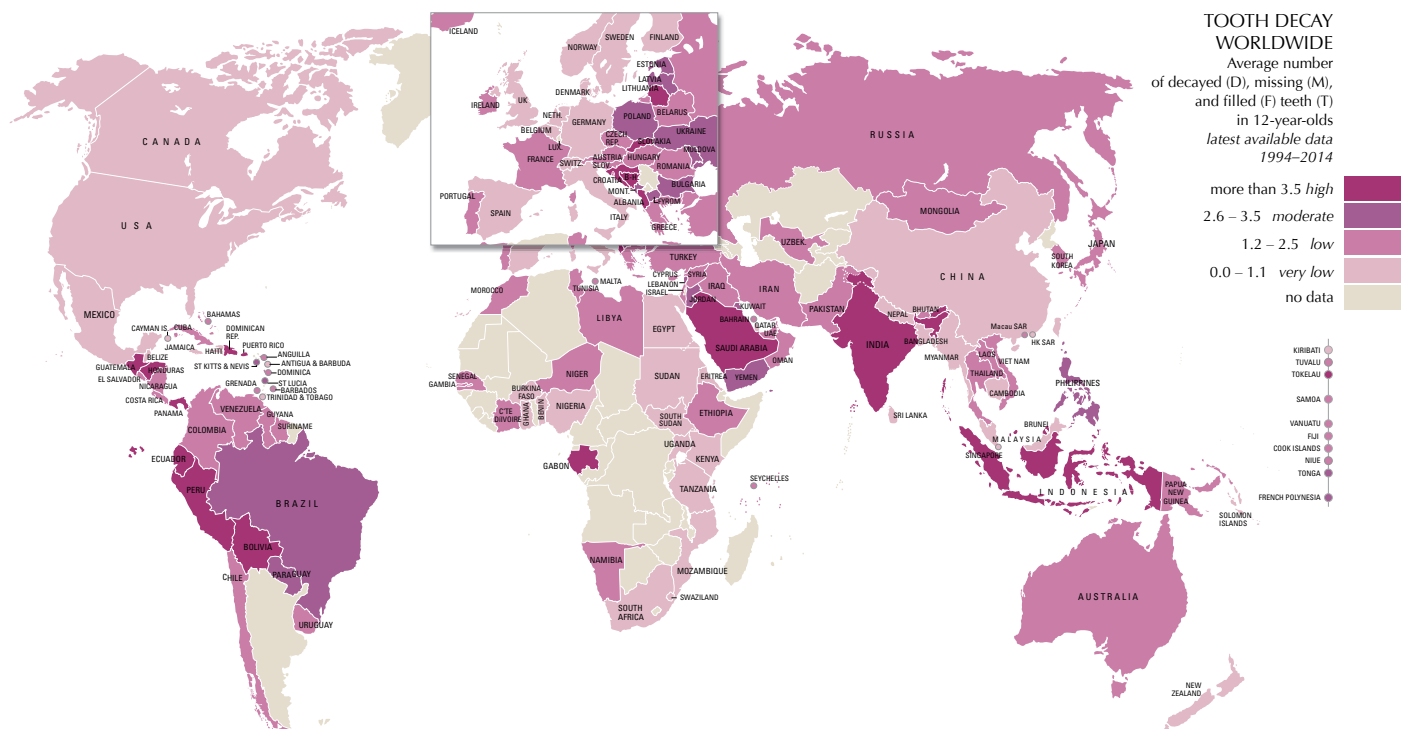 TOOTH DECAY
WORLDWIDE
Average number
of decayed (D), missing (M),
and filled (F) teeth (T)
in 12-year-olds
latest available data
1994–2014
more than 3.5 high
2.6 – 3.5 moderate
1.2 – 2.5 low
0.0 – 1.1 very low
no data
CANADA
USA
MEXICO
BAHAMAS
CAYMAN IS.
CUBA
DOMINICAN
REP.
JAMAICA
HAITI
PUERTO RICO
BELIZE
ANGUILLA
ANTIGUA & BARBUDA
GUATEMALA
HONDURAS
ST KITTS & NEVIS
DOMINICA
EL SALVADOR
NICARAGUA
GRENADA
ST LUCIA
BARBADOS
COSTA RICA
TRINIDAD & TOBAGO
PANAMA
VENEZUELA
GUYANA
COLOMBIA
SURINAME
ECUADOR
PERU
BRAZIL
BOLIVIA
PARAGUAY
CHILE
URUGUAY
ICELAND
NORWAY
SWEDEN
FINLAND
ESTONIA
LATVIA
LITHUANIA
DENMARK
IRELAND
UK
NETH.
BELARUS
POLAND
GERMANY
BELGIUM
UKRAINE
CZECH
REP.
SLOVAKIA
LUX.
MOLDOVA
FRANCE
SWITZ.
AUSTRIA
HUNGARY
SLOV.
ROMANIA
CROATIA
B-H.
MONT.
BULGARIA
PORTUGAL
SPAIN
ALBANIA
FYROM
ITALY
GREECE
RUSSIA
MONGOLIA
UZBEK.
JAPAN
SOUTH
KOREA
CHINA
TURKEY
CYPRUS
SYRIA
LEBANON
ISRAEL
IRAQ
IRAN
JORDAN
KUWAIT
PAKISTAN
NEPAL
BHUTAN
BAHRAIN
QATAR
UAE
SAUDI ARABIA
OMAN
YEMEN
INDIA
BANGLADESH
MYANMAR
Macau SAR
HK SAR
LAOS
VIET NAM
THAILAND
CAMBODIA
PHILIPPINES
SRI LANKA
BRUNEI
MALAYSIA
SINGAPORE
INDONESIA
PAPUA
NEW
GUINEA
SOLOMON
ISLANDS
AUSTRALIA
NEW
ZEALAND
MOROCCO
TUNISIA
MALTA
LIBYA
EGYPT
SENEGAL
GAMBIA
NIGER
SUDAN
ERITREA
BURKINA
FASO
C'TE
DIVOIRE
GHANA
BENIN
NIGERIA
SOUTH
SUDAN
ETHIOPIA
GABON
UGANDA
KENYA
TANZANIA
SEYCHELLES
NAMIBIA
MOZAMBIQUE
SWAZILAND
SOUTH
AFRICA
KIRIBATI
TUVALU
TOKELAU
SAMOA
VANUATU
FIJI
COOK ISLANDS
NIUE
TONGA
FRENCH POLYNESIA